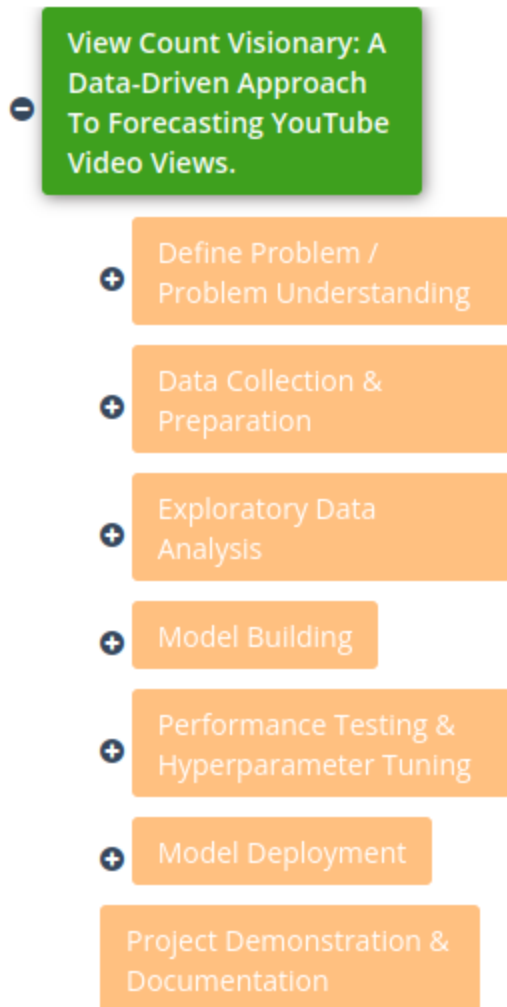 View Count Visionary: A
Data-Driven Approach
To Forecasting YouTube
Video Views.
Define Problem /
Problem Understanding
Data Collection &
Preparation
Exploratory Data
Analysis
Model Building
Performance Testing &
Hyperparameter Tuning
Model Deployment
Project Demonstration &
Documentation